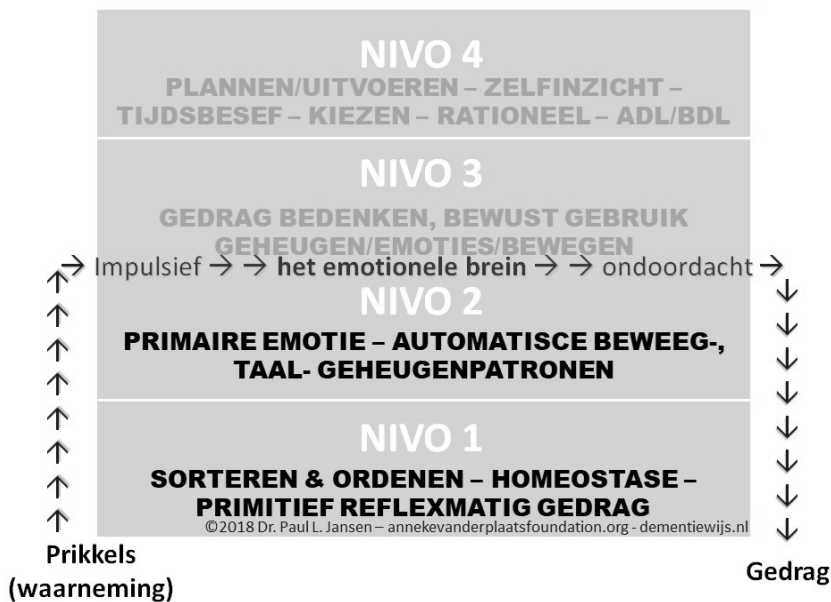 NIVO 4
PLANNEN/UITVOEREN – ZELFINZICHT –
TIJDSBESEF – KIEZEN – RATIONEEL – ADL/BDL
NIVO 3
GEDRAG BEDENKEN, BEWUST GEBRUIK
GEHEUGEN/EMOTIES/BEWEGEN
→ Impulsief → → het emotionele brein → → ondoordacht →
NIVO 2
PRIMAIRE EMOTIE – AUTOMATISCE BEWEEG-,
TAAL- GEHEUGENPATRONEN
NIVO 1
SORTEREN & ORDENEN – HOMEOSTASE –
PRIMITIEF REFLEXMATIG GEDRAG
©2018 Dr. Paul L. Jansen – annekevanderplaatsfoundation.org - dementiewijs.nl
Prikkels
(waarneming)
Gedrag